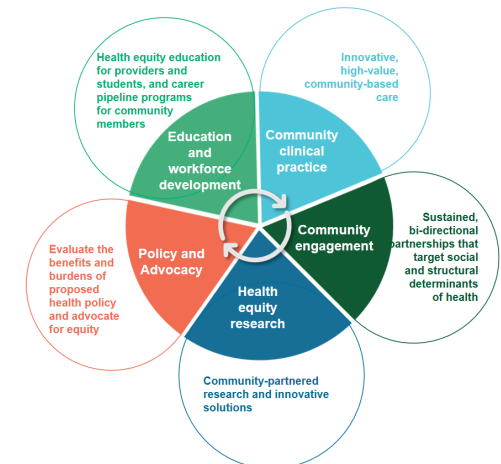 Health equity education
for providers and
students, and career
pipeline programs
for community
members
Innovative,
high-value,
community-based
care
Education
and
workforce
development
Community
clinical
practice
Policy and
Advocacy
Community
engagement
Health
equity
research
Evaluate the
benefits and
burdens of
proposed
health policy
and advocate
for equity
Sustained,
bi-directional
partnerships that
target social
and structural
determinants
of health
Community-partnered
research and innovative
solutions